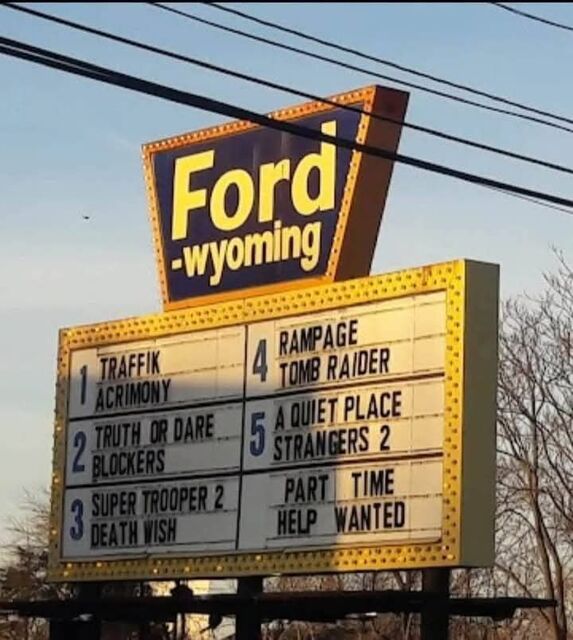 Ford
-wyoming
1 TRAFFIK
ACRIMONY
2 TRUTH OR DARE
BLOCKERS
3 SUPER TROOPER 2
DEATH WISH
4 RAMPAGE
TOMB RAIDER
5 A QUIET PLACE
STRANGERS 2
PART TIME
HELP WANTED